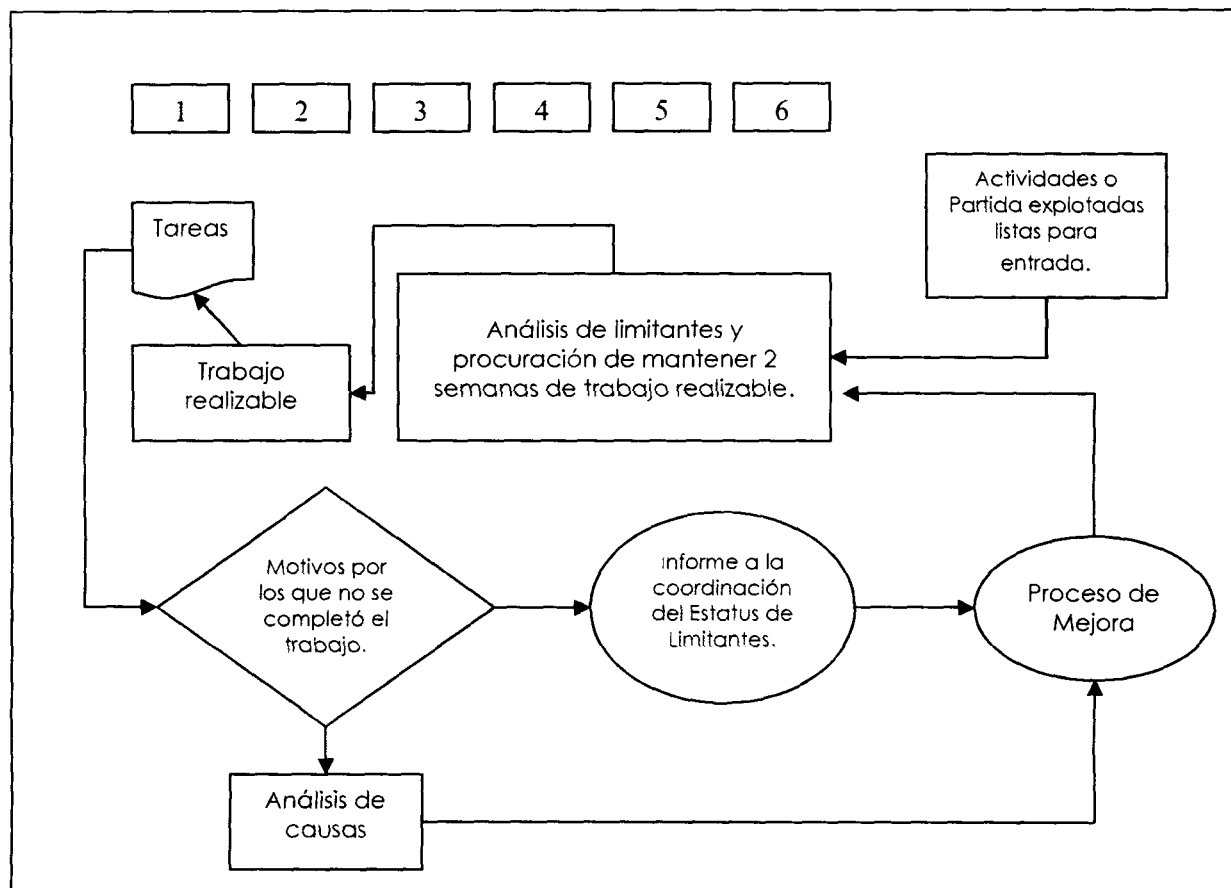 1 2 3 4 5 6
Actividades o
Partida explotadas
listas para
entrada.
Tareas
Análisis de limitantes y
procuración de mantener 2
semanas de trabajo realizable.
Trabajo
realizable
Motivos por
los que no se
completó el
trabajo.
Informe a la
coordinación
del Estatus de
Limitantes.
Proceso de
Mejora
Análisis de
causas